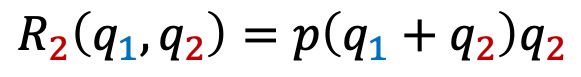 R₂(q₁, q₂) = p(q₁ + q₂)q₂